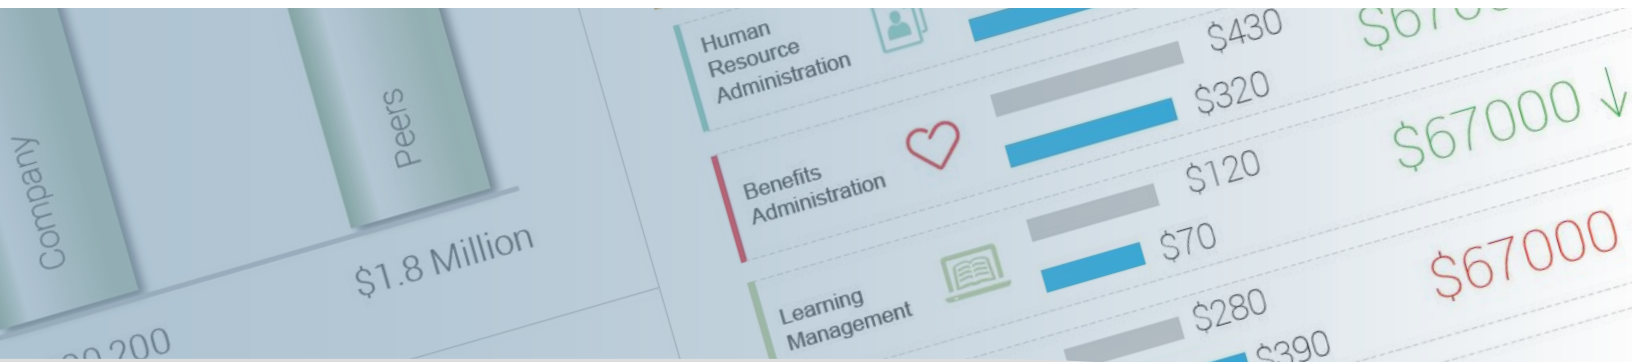 Company
Peers
$1.8 Million
200
Human
Resource
Administration
$430
$320
Benefits
Administration
$67000
$120
$70
Learning
Management
$67000
$280
$390